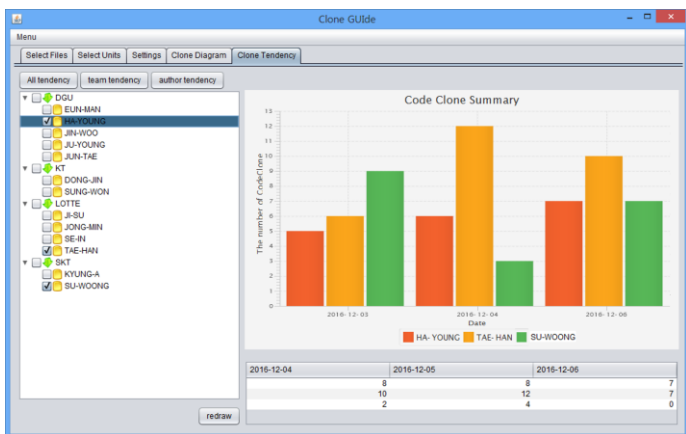 Clone GUIde
Menu
Select Files Select Units Settings Clone Diagram Clone Tendency
All tendency team tendency author tendency
DGU
EUN-MAN
HA-YOUNG
JIN-WOO
JU-YOUNG
JUN-TAE
KT
DONG-JIN
SUNG-WON
LOTTE
JI-SU
JONG-MIN
SE-IN
TAE-HAN
SKT
KYUNG-A
SU-WOONG
redraw
Code Clone Summary
The number of CodeClone
13
12
11
10
9
8
7
6
5
4
3
2
1
0
2016-12-03 2016-12-04 2016-12-06
Date
HA- YOUNG TAE- HAN SU-WOONG
2016-12-04 2016-12-05 2016-12-06
8 8 7
10 12 7
2 4 0